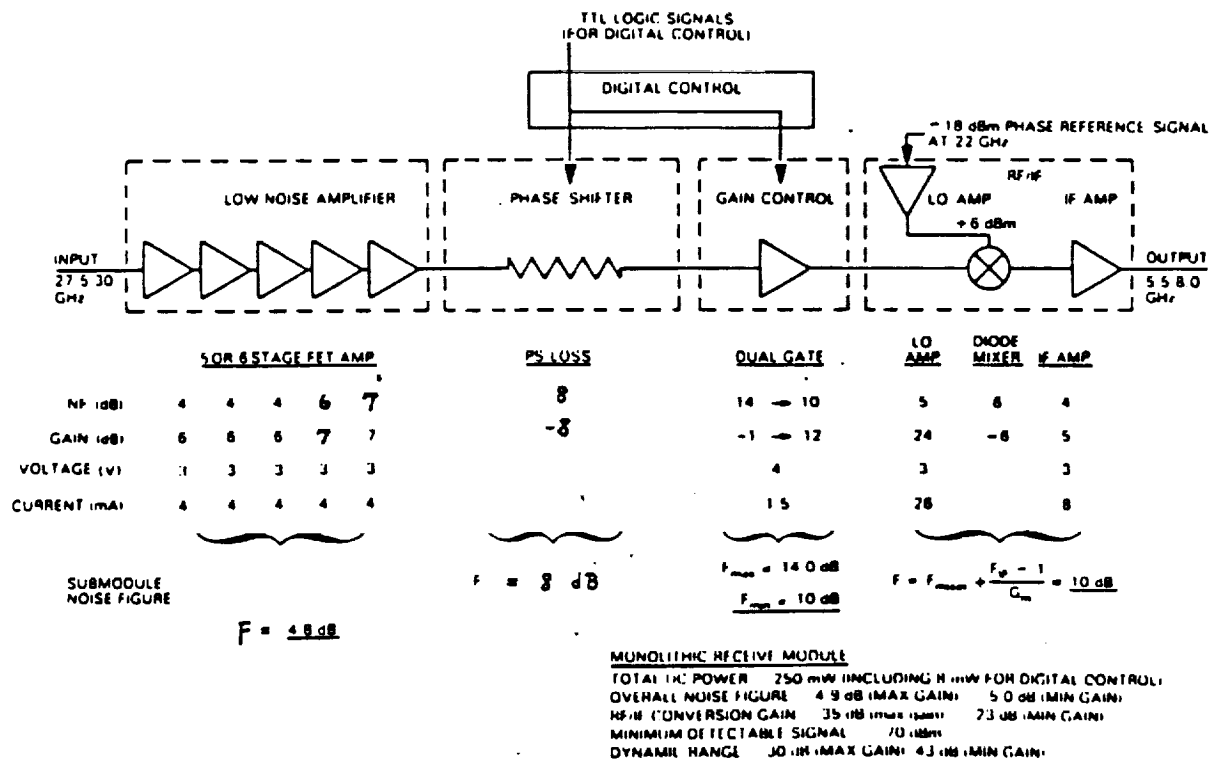 TTL LOGIC SIGNALS
(FOR DIGITAL CONTROL)
DIGITAL CONTROL
-18 dBm PHASE REFERENCE SIGNAL
AT 22 GHz
LOW NOISE AMPLIFIER
PHASE SHIFTER
GAIN CONTROL
RF/IF
LO AMP
IF AMP
+6 dBm
INPUT
27.5-30
GHz
OUTPUT
5.5-8.0
GHz
5 OR 6 STAGE FET AMP
PS LOSS
DUAL GATE
LO AMP
DIODE MIXER
IF AMP
NF (dB) 4 4 4 6 7 8 14 → 10 5 6 4
GAIN (dB) 6 6 6 7 7 -8 -1 → 12 24 -6 5
VOLTAGE (V) 3 3 3 3 3 4 3 3
CURRENT (mA) 4 4 4 4 4 1.5 26 8
SUBMODULE
NOISE FIGURE
F = 4.8 dB
F = 8 dB
Fmax = 14.0 dB
Fmin = 10 dB
F = + FIF - 1 / Gm = 10 dB
MONOLITHIC RECEIVE MODULE
TOTAL DC POWER 250 mW (INCLUDING 8 mW FOR DIGITAL CONTROL)
OVERALL NOISE FIGURE 4.9 dB (MAX GAIN) 5.0 dB (MIN GAIN)
RF/IF CONVERSION GAIN 35 dB (max gain) 23 dB (MIN GAIN)
MINIMUM DETECTABLE SIGNAL 70 dBm
DYNAMIC RANGE 30 dB (MAX GAIN) 43 dB (MIN GAIN)